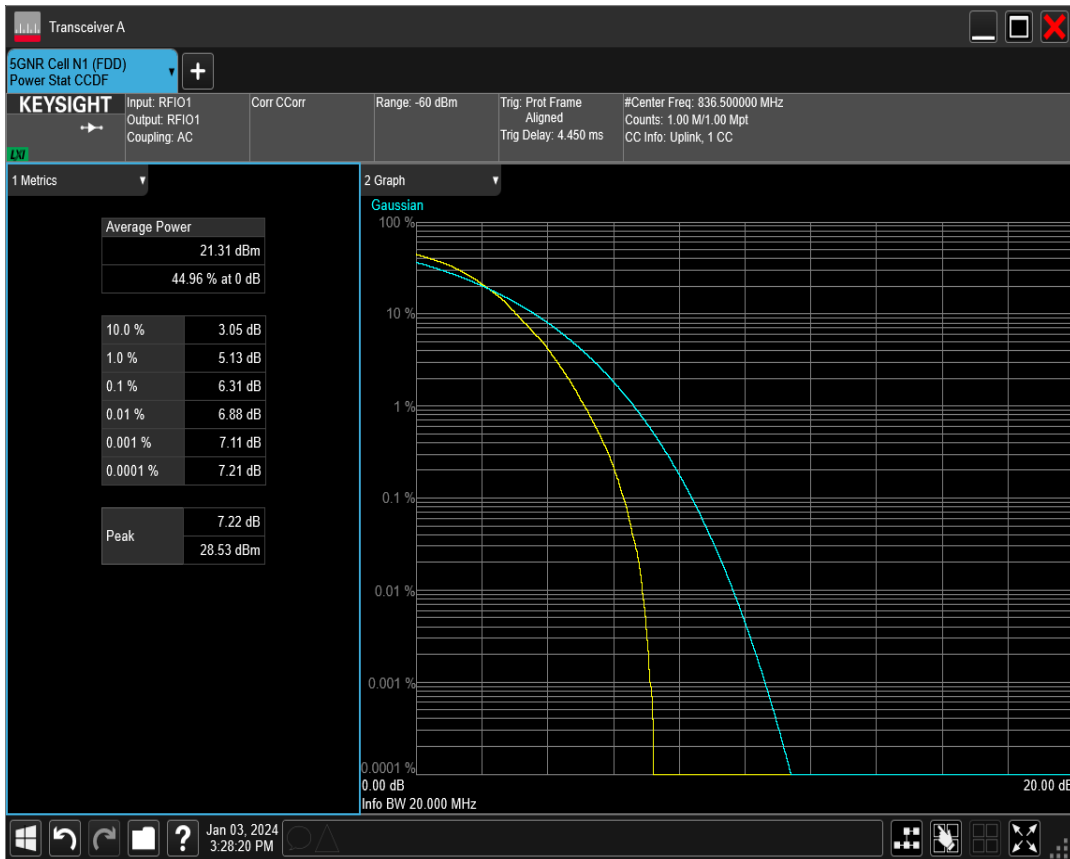 Transceiver A
5GNR Cell N1 (FDD)
Power Stat CCDF
+
KEYSIGHT
LXI
Input: RFIO1
Output: RFIO1
Coupling: AC
Corr CCorr
Range: -60 dBm
Trig: Prot Frame
Aligned
Trig Delay: 4.450 ms
#Center Freq: 836.500000 MHz
Counts: 1.00 M/1.00 Mpt
CC Info: Uplink, 1 CC
1 Metrics
Average Power
21.31 dBm
44.96 % at 0 dB
10.0 % 3.05 dB
1.0 % 5.13 dB
0.1 % 6.31 dB
0.01 % 6.88 dB
0.001 % 7.11 dB
0.0001 % 7.21 dB
Peak
7.22 dB
28.53 dBm
2 Graph
Gaussian
100 %
10 %
1 %
0.1 %
0.01 %
0.001 %
0.0001 %
0.00 dB
20.00 dB
Info BW 20.000 MHz
?
Jan 03, 2024
3:28:20 PM